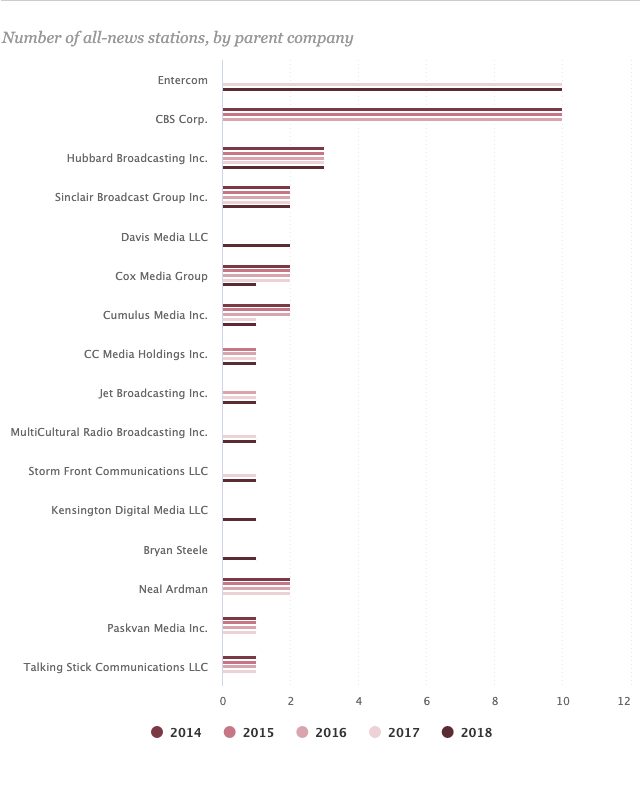 Number of all-news stations, by parent company
Entercom
CBS Corp.
Hubbard Broadcasting Inc.
Sinclair Broadcast Group Inc.
Davis Media LLC
Cox Media Group
Cumulus Media Inc.
CC Media Holdings Inc.
Jet Broadcasting Inc.
MultiCultural Radio Broadcasting Inc.
Storm Front Communications LLC
Kensington Digital Media LLC
Bryan Steele
Neal Ardman
Paskvan Media Inc.
Talking Stick Communications LLC
0 2 4 6 8 10 12
2014 2015 2016 2017 2018